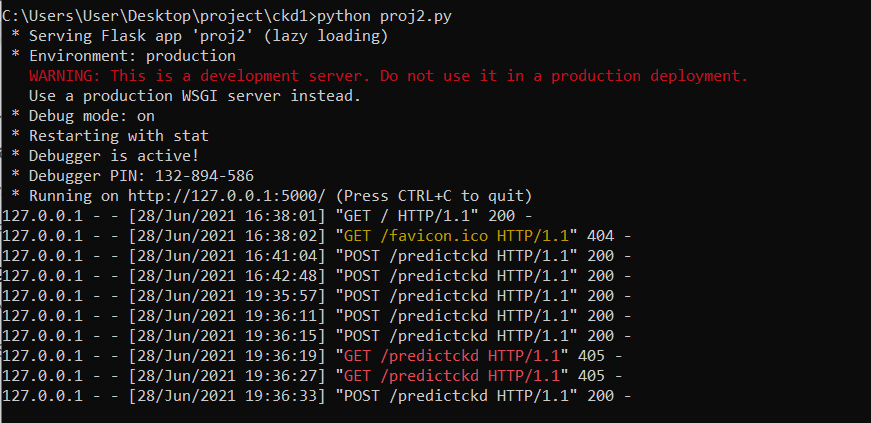 C:\Users\User\Desktop\project\ckd1>python proj2.py
* Serving Flask app 'proj2' (lazy loading)
* Environment: production
WARNING: This is a development server. Do not use it in a production deployment.
Use a production WSGI server instead.
* Debug mode: on
* Restarting with stat
* Debugger is active!
* Debugger PIN: 132-894-586
* Running on http://127.0.0.1:5000/ (Press CTRL+C to quit)
127.0.0.1 - - [28/Jun/2021 16:38:01] "GET / HTTP/1.1" 200 -
127.0.0.1 - - [28/Jun/2021 16:38:02] "GET /favicon.ico HTTP/1.1" 404 -
127.0.0.1 - - [28/Jun/2021 16:41:04] "POST /predictckd HTTP/1.1" 200 -
127.0.0.1 - - [28/Jun/2021 16:42:48] "POST /predictckd HTTP/1.1" 200 -
127.0.0.1 - - [28/Jun/2021 19:35:57] "POST /predictckd HTTP/1.1" 200 -
127.0.0.1 - - [28/Jun/2021 19:36:11] "POST /predictckd HTTP/1.1" 200 -
127.0.0.1 - - [28/Jun/2021 19:36:15] "POST /predictckd HTTP/1.1" 200 -
127.0.0.1 - - [28/Jun/2021 19:36:19] "GET /predictckd HTTP/1.1" 405 -
127.0.0.1 - - [28/Jun/2021 19:36:27] "GET /predictckd HTTP/1.1" 405 -
127.0.0.1 - - [28/Jun/2021 19:36:33] "POST /predictckd HTTP/1.1" 200 -